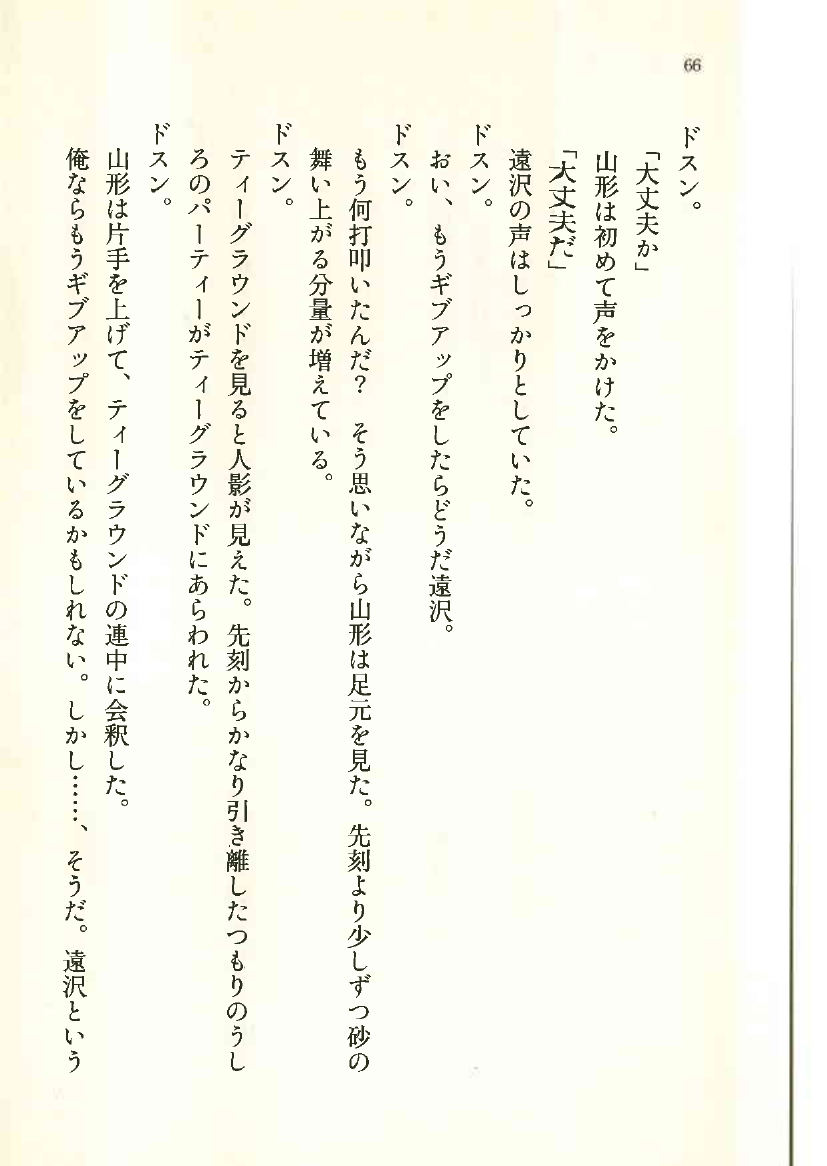 66
ドスン。
「大丈夫か」
山形は初めて声をかけた。
「大丈夫だ」
遠沢の声はしっかりとしていた。
ドスン。
おい、もうギブアップをしたらどうだ遠沢。
ドスン。
もう何打叩いたんだ?　そう思いながら山形は足元を見た。先刻より少しずつ砂の
舞い上がる分量が増えている。
ドスン。
ティーグラウンドを見ると人影が見えた。先刻からかなり引き離したつもりのうし
ろのパーティーがティーグラウンドにあらわれた。
ドスン。
山形は片手を上げて、ティーグラウンドの連中に会釈した。
俺ならもうギブアップをしているかもしれない。しかし……、そうだ。遠沢という